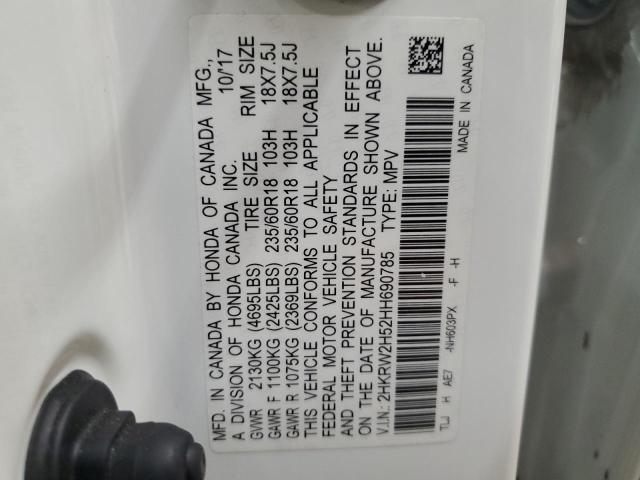 MFD. IN CANADA BY HONDA OF CANADA MFG.,
A DIVISION OF HONDA CANADA INC. 10/'17
GVWR 2130KG (4695LBS) TIRE SIZE RIM SIZE
GAWR F 1100KG (2425LBS) 235/60R18 103H 18X7.5J
GAWR R 1075KG (2369LBS) 235/60R18 103H 18X7.5J
THIS VEHICLE CONFORMS TO ALL APPLICABLE
FEDERAL MOTOR VEHICLE SAFETY
AND THEFT PREVENTION STANDARDS IN EFFECT
ON THE DATE OF MANUFACTURE SHOWN ABOVE.
V.I.N.: 2HKRW2H52HH690785 TYPE: MPV
TLJ H AE7 -NH603PX -F -H
MADE IN CANADA